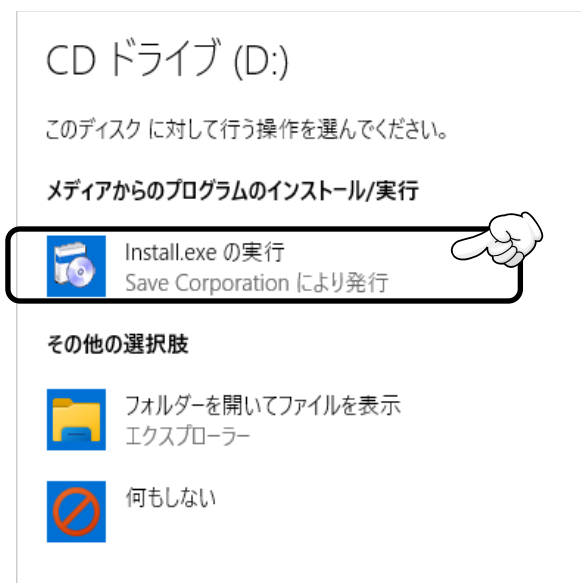 CD ドライブ (D:)
このディスク に対して行う操作を選んでください。
メディアからのプログラムのインストール/実行
Install.exe の実行
Save Corporation により発行
その他の選択肢
フォルダーを開いてファイルを表示
エクスプローラー
何もしない